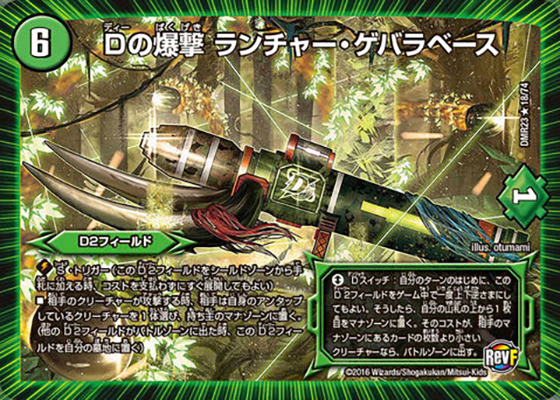 6
ディー ばくげき
Dの爆撃 ランチャー・ゲバラベース
DMR23★18/74
1
illus. otumami
D2フィールド
S・トリガー(このD2フィールドをシールドゾーンから手
札に加える時、コストを支払わずにすぐ展開してもよい)
■相手のクリーチャーが攻撃する時、相手は自身のアンタップ
しているクリーチャーを1体選び、持ち主のマナゾーンに置く。
(他のD2フィールドがバトルゾーンに出た時、このD2フィー
ルドを自分の墓地に置く)
Dスイッチ:自分のターンのはじめに、この
D2フィールドをゲーム中で一度上下逆さまにし
てもよい。そうしたら、自分の山札の上から1枚
目をマナゾーンに置く。そのコストが、相手のマ
ナゾーンにあるカードの枚数より小さい
クリーチャーなら、バトルゾーンに出す。
RevF
©2016 Wizards/Shogakukan/Mitsui-Kids